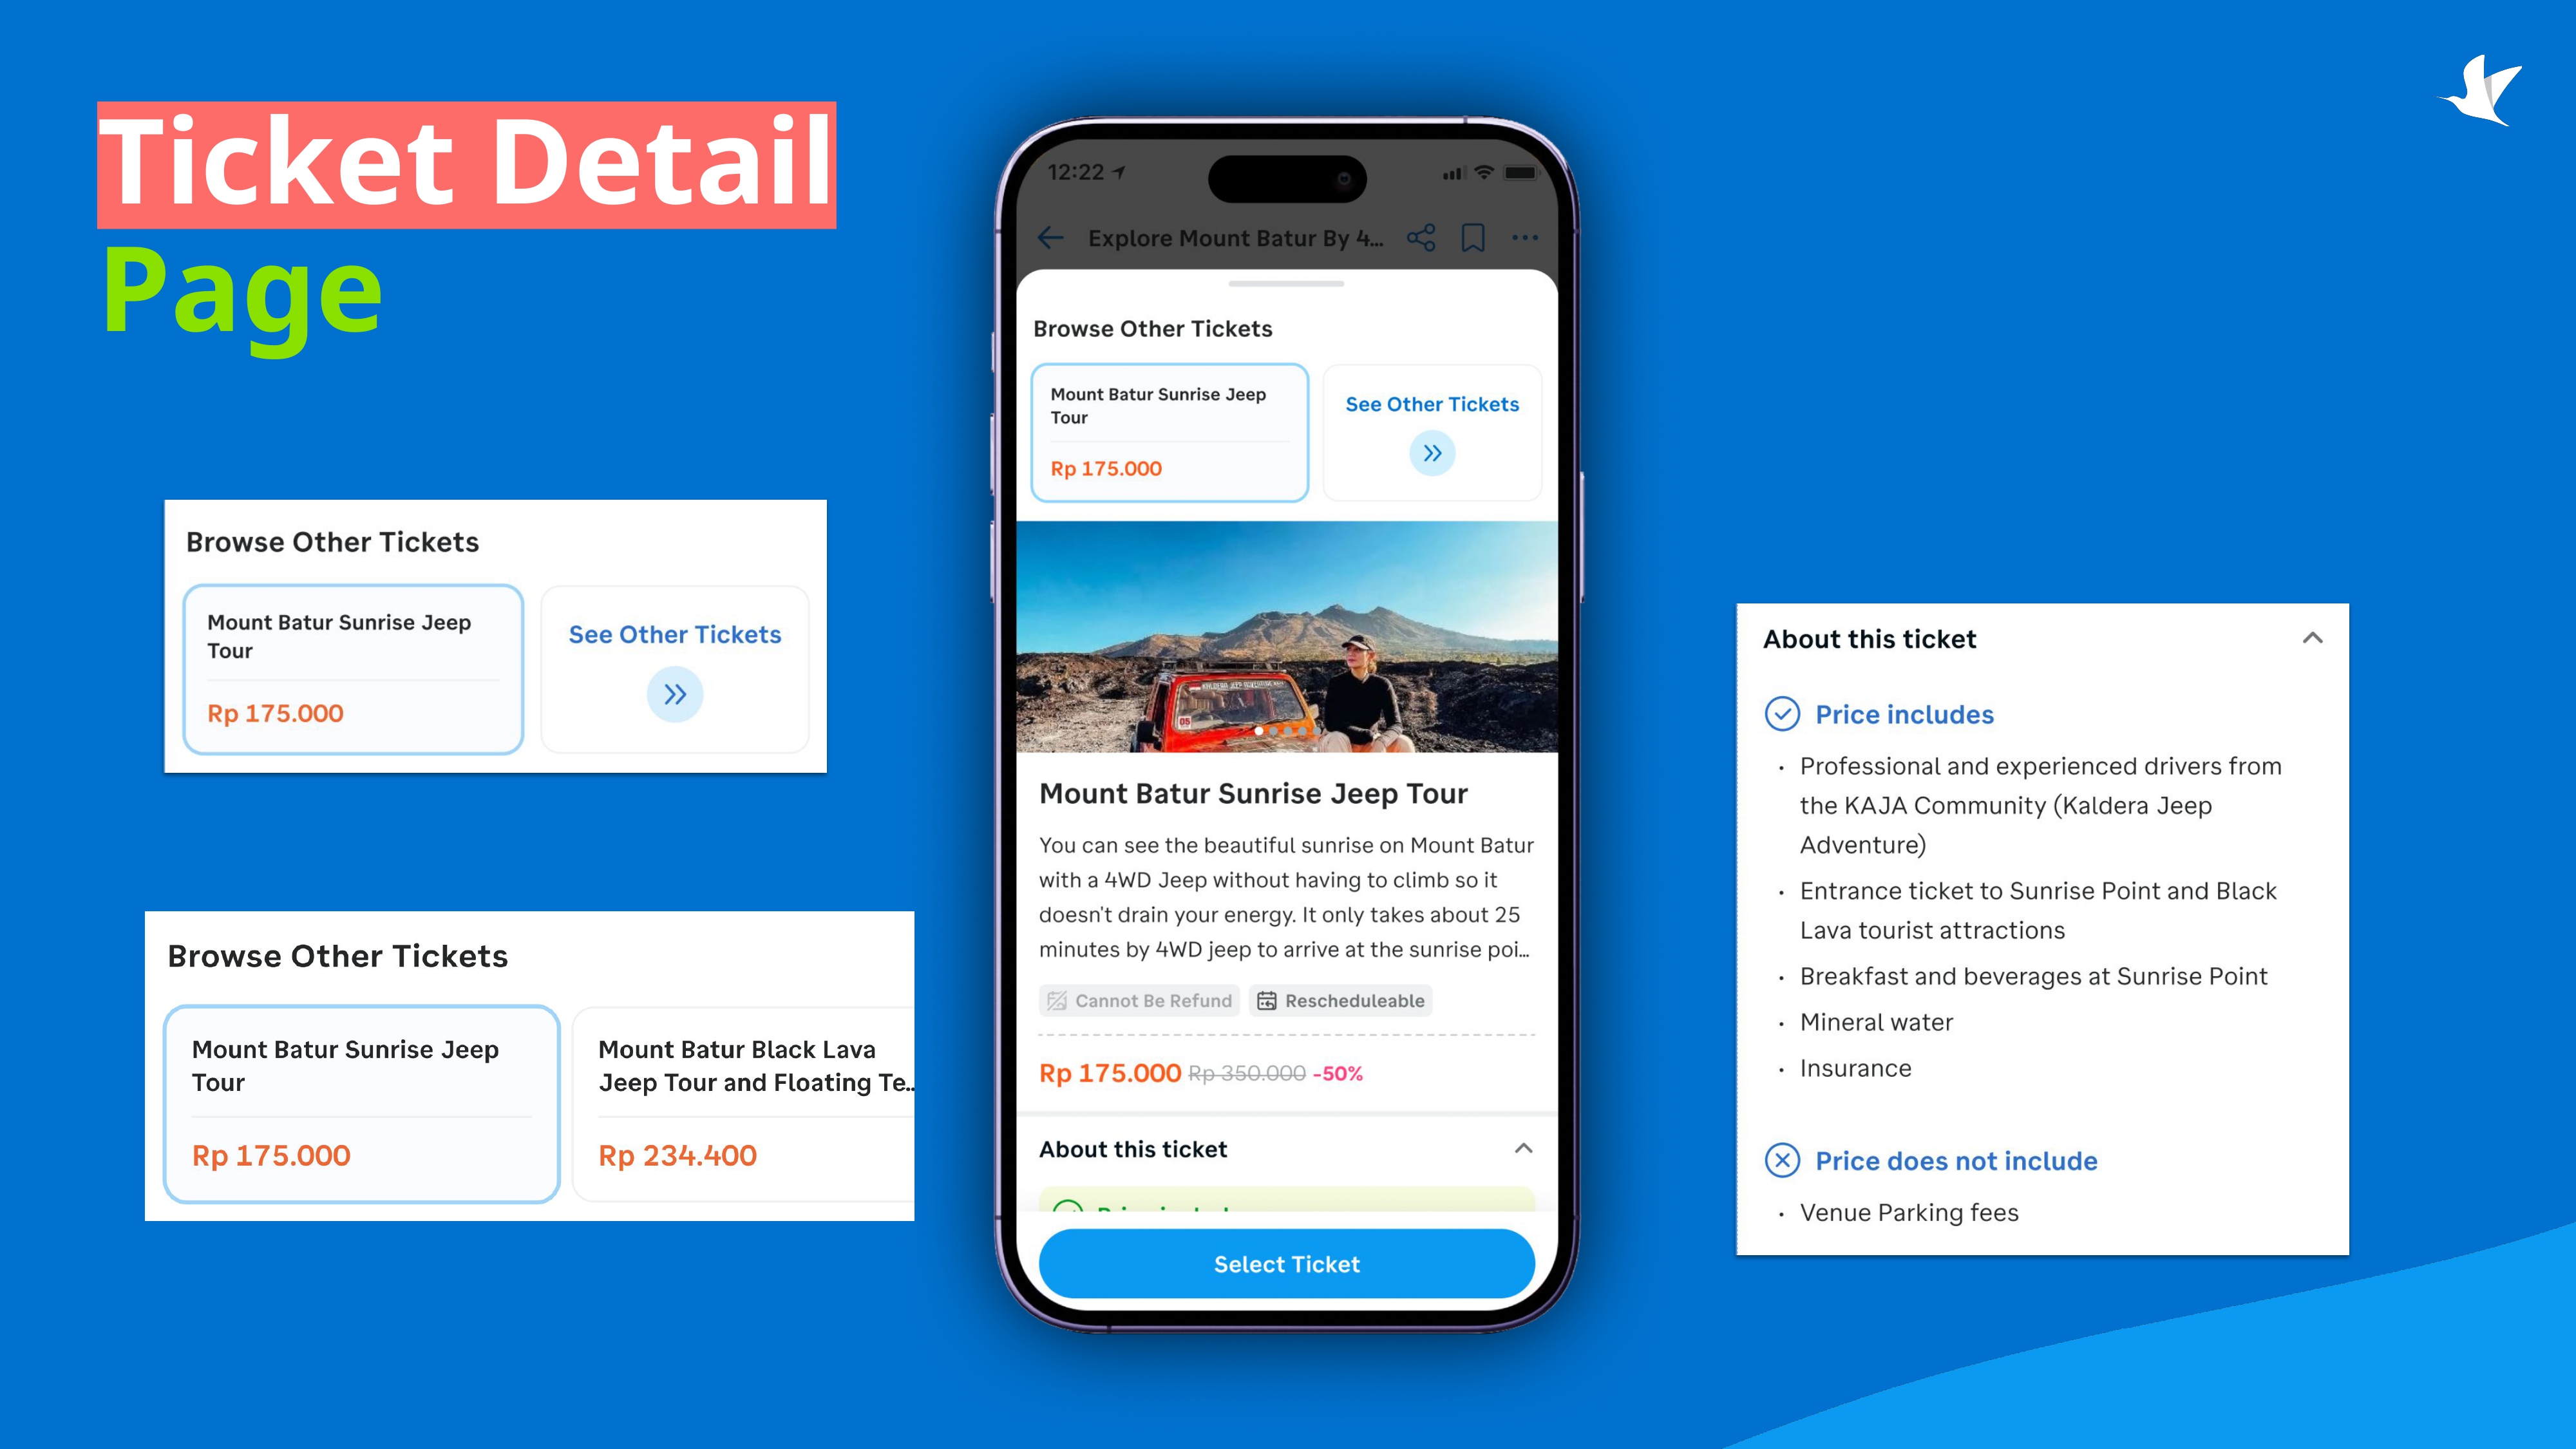 Ticket Detail
Page
Browse Other Tickets
Mount Batur Sunrise Jeep
Tour
Rp 175.000
See Other Tickets
Browse Other Tickets
Mount Batur Sunrise Jeep
Tour
Rp 175.000
Mount Batur Black Lava
Jeep Tour and Floating Te..
Rp 234.400
12:22
Explore Mount Batur By 4...
Browse Other Tickets
Mount Batur Sunrise Jeep
Tour
Rp 175.000
See Other Tickets
05
Mount Batur Sunrise Jeep Tour
You can see the beautiful sunrise on Mount Batur
with a 4WD Jeep without having to climb so it
doesn't drain your energy. It only takes about 25
minutes by 4WD jeep to arrive at the sunrise poi...
Cannot Be Refund
Rescheduleable
Rp 175.000 Rp 350.000 -50%
About this ticket
Select Ticket
About this ticket
Price includes
· Professional and experienced drivers from
the KAJA Community (Kaldera Jeep
Adventure)
· Entrance ticket to Sunrise Point and Black
Lava tourist attractions
· Breakfast and beverages at Sunrise Point
· Mineral water
· Insurance
Price does not include
· Venue Parking fees